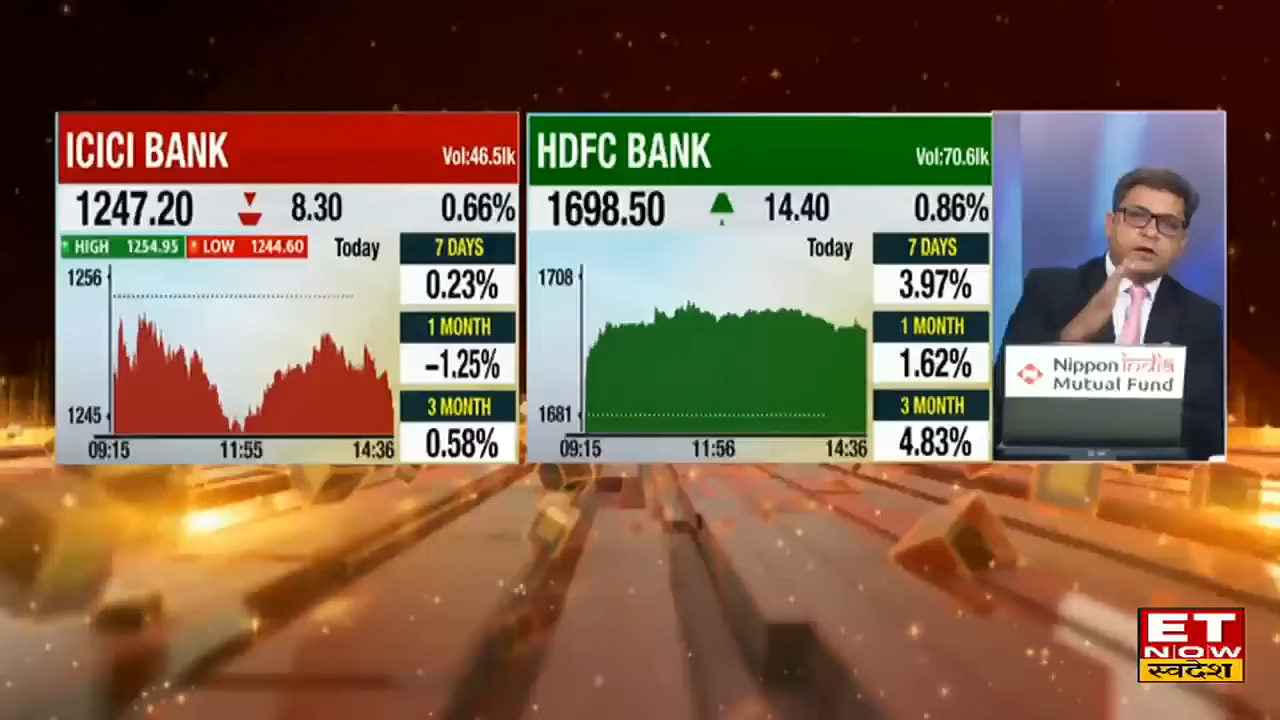 ICICI BANK
Vol:46.5lk
1247.20 8.30 0.66%
HIGH 1254.95 LOW 1244.60 Today
1256
1245
09:15 11:55 14:36
7 DAYS
0.23%
1 MONTH
-1.25%
3 MONTH
0.58%
HDFC BANK
Vol:70.6lk
1698.50 14.40 0.86%
Today
1708
1681
09:15 11:56 14:36
7 DAYS
3.97%
1 MONTH
1.62%
3 MONTH
4.83%
Nippon india
Mutual Fund
ET
NOW
स्वदेश